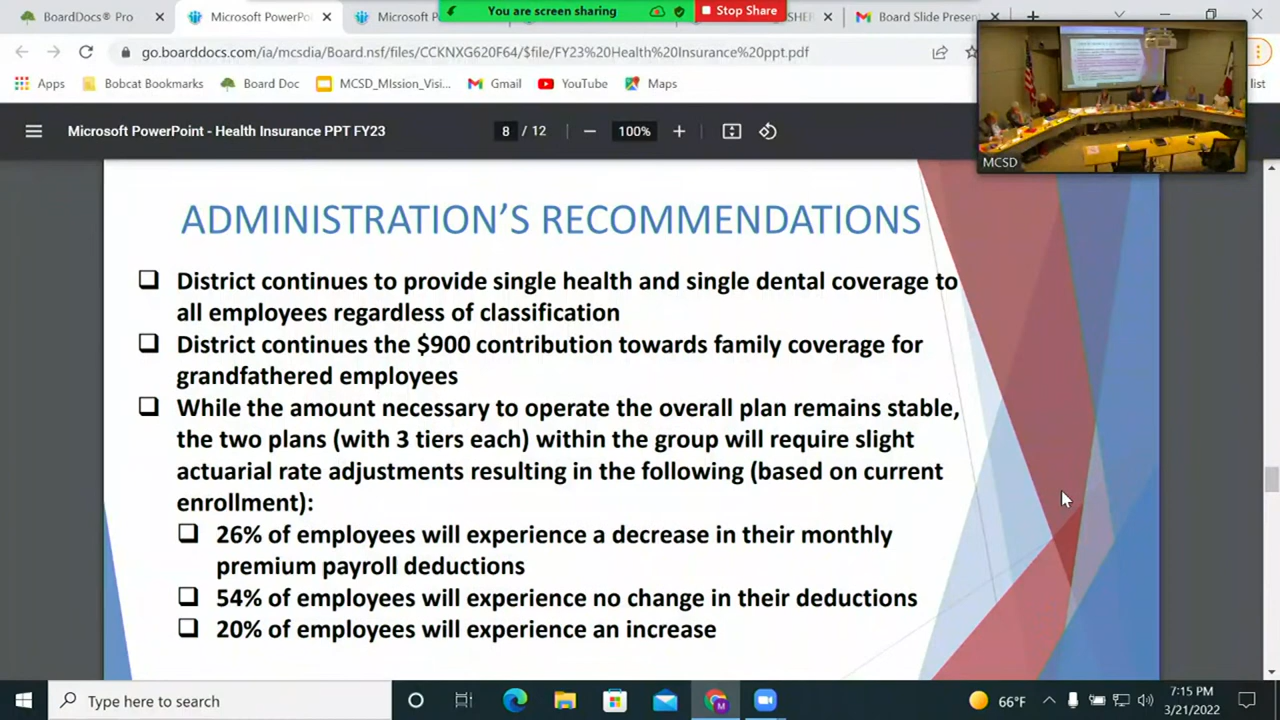 BoardDocs® Pro
Microsoft PowerPo
Microsoft P
You are screen sharing
Stop Share
SHEF
Board Slide Presen
go.boarddocs.com/ia/mcsdia/Board.nsf/files/CC
G620F64/$file/FY23%20Health%20Insurance%20ppt.pdf
Apps
Bobcat Bookmarks
Board Doc
MCSD_Mission_Visi...
Gmail
YouTube
Maps
list
Microsoft PowerPoint - Health Insurance PPT FY23
8 / 12
100%
MCSD
ADMINISTRATION'S RECOMMENDATIONS
District continues to provide single health and single dental coverage to
all employees regardless of classification
District continues the $900 contribution towards family coverage for
grandfathered employees
While the amount necessary to operate the overall plan remains stable,
the two plans (with 3 tiers each) within the group will require slight
actuarial rate adjustments resulting in the following (based on current
enrollment):
26% of employees will experience a decrease in their monthly
premium payroll deductions
54% of employees will experience no change in their deductions
20% of employees will experience an increase
Type here to search
66°F
7:15 PM
3/21/2022